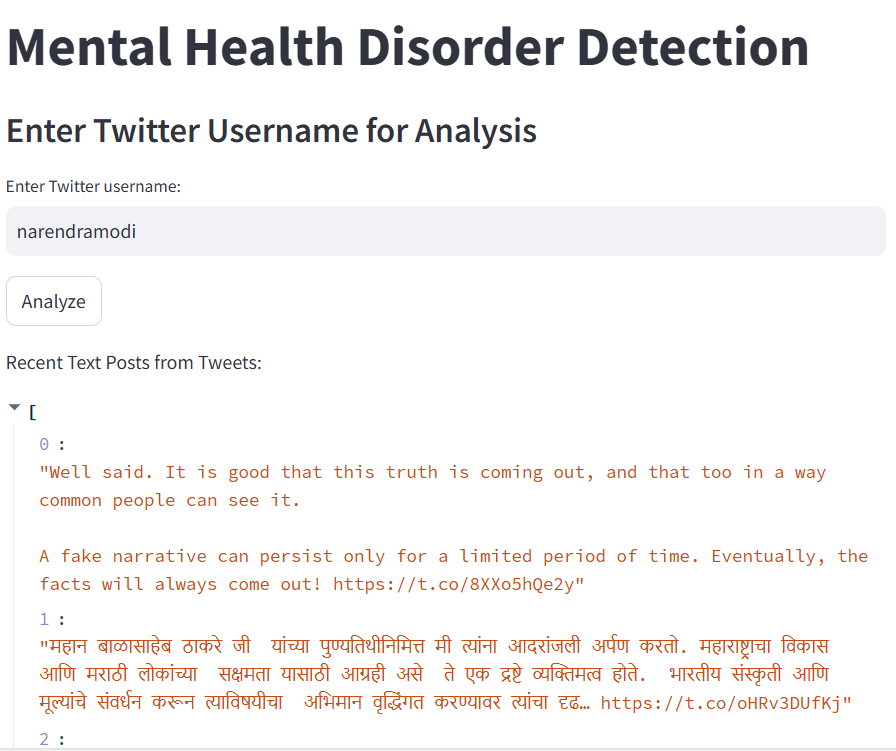 Mental Health Disorder Detection
Enter Twitter Username for Analysis
Enter Twitter username:
narendramodi
Analyze
Recent Text Posts from Tweets:
[
0 :
"Well said. It is good that this truth is coming out, and that too in a way
common people can see it.
A fake narrative can persist only for a limited period of time. Eventually, the
facts will always come out! https://t.co/8XXo5hQe2y"
1 :
"महान बाळासाहेब ठाकरे जी यांच्या पुण्यतिथीनिमित्त मी त्यांना आदरांजली अर्पण करतो. महाराष्ट्राचा विकास
आणि मराठी लोकांच्या सक्षमता यासाठी आग्रही असे ते एक द्रष्टे व्यक्तिमत्व होते. भारतीय संस्कृती आणि
मूल्यांचे संवर्धन करून त्याविषयीचा अभिमान वृद्धिंगत करण्यावर त्यांचा दृढ… https://t.co/oHRv3DUfKj"
2 :